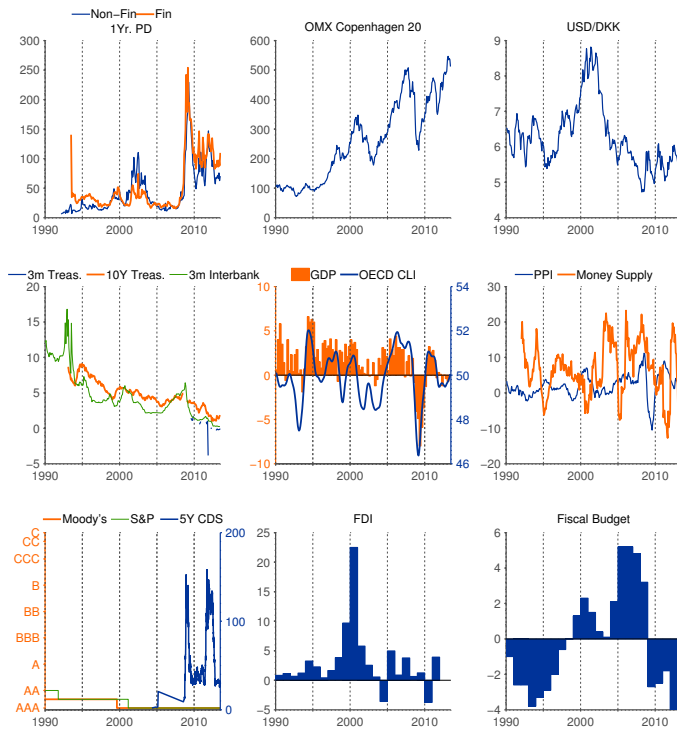 Non-Fin Fin
1Yr. PD
300
250
200
150
100
50
0
1990 2000 2010
OMX Copenhagen 20
600
500
400
300
200
100
0
1990 2000 2010
USD/DKK
9
8
7
6
5
4
1990 2000 2010
3m Treas. 10Y Treas. 3m Interbank
20
15
10
5
0
−5
1990 2000 2010
GDP OECD CLI
10 54
5 52
0 50
−5 48
−10 46
1990 2000 2010
PPI Money Supply
30
20
10
0
−10
−20
1990 2000 2010
Moody's S&P 5Y CDS
C 200
CC
CCC
B
BB 100
BBB
A
AA
AAA 0
1990 2000 2010
FDI
25
20
15
10
5
0
−5
1990 2000 2010
Fiscal Budget
6
4
2
0
−2
−4
1990 2000 2010